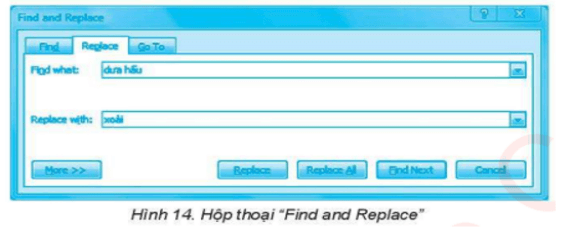 Find and Replace
Find Replace Go To
Find what: dưa hấu
Replace with: xoài
More >> Replace Replace All Find Next Cancel
Hình 14. Hộp thoại "Find and Replace"